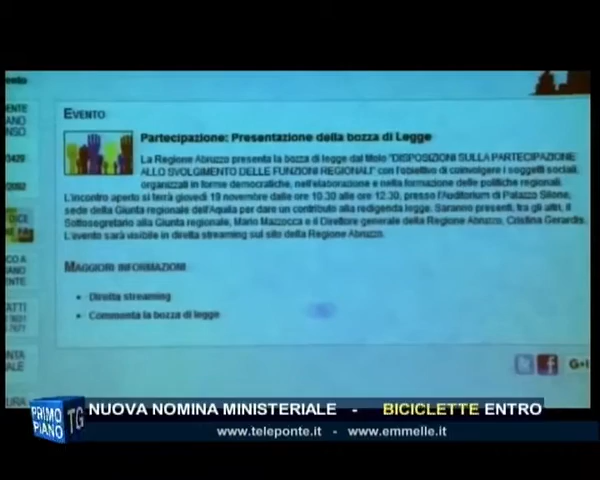 EVENTO
Partecipazione: Presentazione della bozza di Legge
La Regione Abruzzo presenta la bozza di legge dal titolo "DISPOSIZIONI SULLA PARTECIPAZIONE
ALLO SVOLGIMENTO DELLE FUNZIONI REGIONALI" con l'obiettivo di coinvolgere i soggetti sociali,
organizzati in forme democratiche, nell'elaborazione e nella formazione delle politiche regionali.
L'incontro aperto si terrà giovedì 19 novembre dalle ore 10.30 alle ore 12.30, presso l'Auditorium di Palazzo Silone,
sede della Giunta regionale dell'Aquila per dare un contributo alla redigenda legge. Saranno presenti, tra gli altri, il
Sottosegretario alla Giunta regionale, Mario Mazzocca e il Direttore generale della Regione Abruzzo, Cristina Gerardis.
L'evento sarà visibile in diretta streaming sul sito della Regione Abruzzo.
MAGGIORI INFORMAZIONI
Diretta streaming
Commenta la bozza di legge
f G+
PRIMO PIANO TG
NUOVA NOMINA MINISTERIALE - BICICLETTE ENTRO
www.teleponte.it - www.emmelle.it